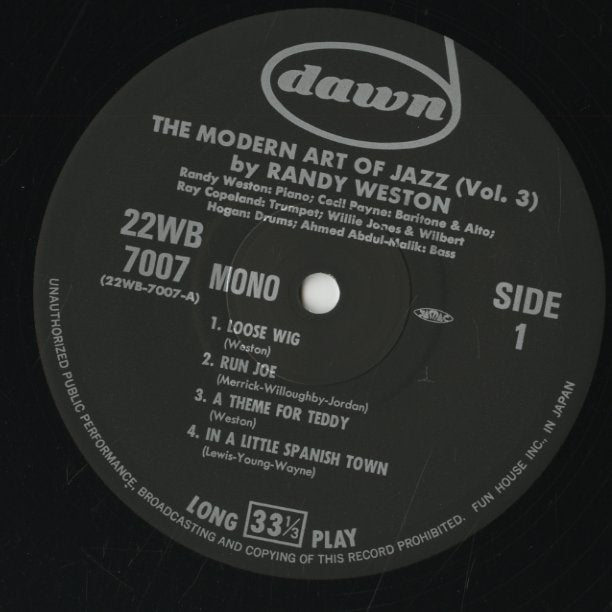 dawn
THE MODERN ART OF JAZZ (Vol. 3)
by RANDY WESTON
Randy Weston: Piano; Cecil Payne: Baritone & Alto;
Ray Copeland: Trumpet; Willie Jones & Wilbert
Hogan: Drums; Ahmed Abdul-Malik: Bass
22WB
7007 MONO
(22WB-7007-A)
SIDE
1
1. LOOSE WIG
(Weston)
2. RUN JOE
(Merrick-Willoughby-Jordan)
3. A THEME FOR TEDDY
(Weston)
4. IN A LITTLE SPANISH TOWN
(Lewis-Young-Wayne)
LONG 33 1/3 PLAY
UNAUTHORIZED PUBLIC PERFORMANCE, BROADCASTING AND COPYING OF THIS RECORD PROHIBITED. FUN HOUSE INC., IN JAPAN